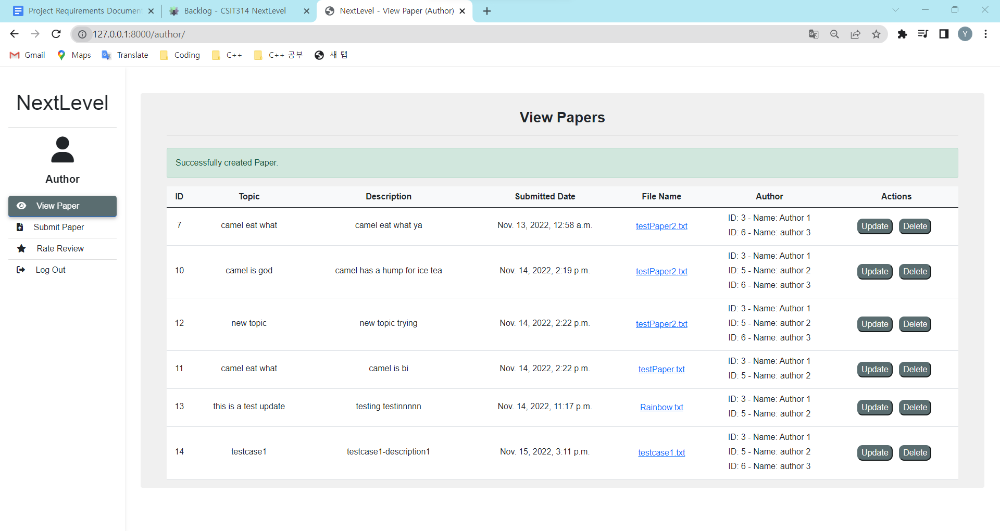 Project Requirements Documen
Backlog - CSIT314 NextLevel
NextLevel - View Paper (Author)
127.0.0.1:8000/author/
Y
Gmail
Maps
Translate
Coding
C++
C++ 공부
새 탭
NextLevel
Author
View Paper
Submit Paper
Rate Review
Log Out
View Papers
Successfully created Paper.
ID Topic Description Submitted Date File Name Author Actions
7 camel eat what camel eat what ya Nov. 13, 2022, 12:58 a.m. testPaper2.txt ID: 3 - Name: Author 1 Update Delete
ID: 6 - Name: author 3
10 camel is god camel has a hump for ice tea Nov. 14, 2022, 2:19 p.m. testPaper2.txt ID: 3 - Name: Author 1 Update Delete
ID: 5 - Name: author 2
ID: 6 - Name: author 3
12 new topic new topic trying Nov. 14, 2022, 2:22 p.m. testPaper2.txt ID: 3 - Name: Author 1 Update Delete
ID: 5 - Name: author 2
ID: 6 - Name: author 3
11 camel eat what camel is bi Nov. 14, 2022, 2:22 p.m. testPaper.txt ID: 3 - Name: Author 1 Update Delete
ID: 5 - Name: author 2
13 this is a test update testing testinnnnn Nov. 14, 2022, 11:17 p.m. Rainbow.txt ID: 3 - Name: Author 1 Update Delete
ID: 5 - Name: author 2
14 testcase1 testcase1-description1 Nov. 15, 2022, 3:11 p.m. testcase1.txt ID: 3 - Name: Author 1 Update Delete
ID: 5 - Name: author 2
ID: 6 - Name: author 3